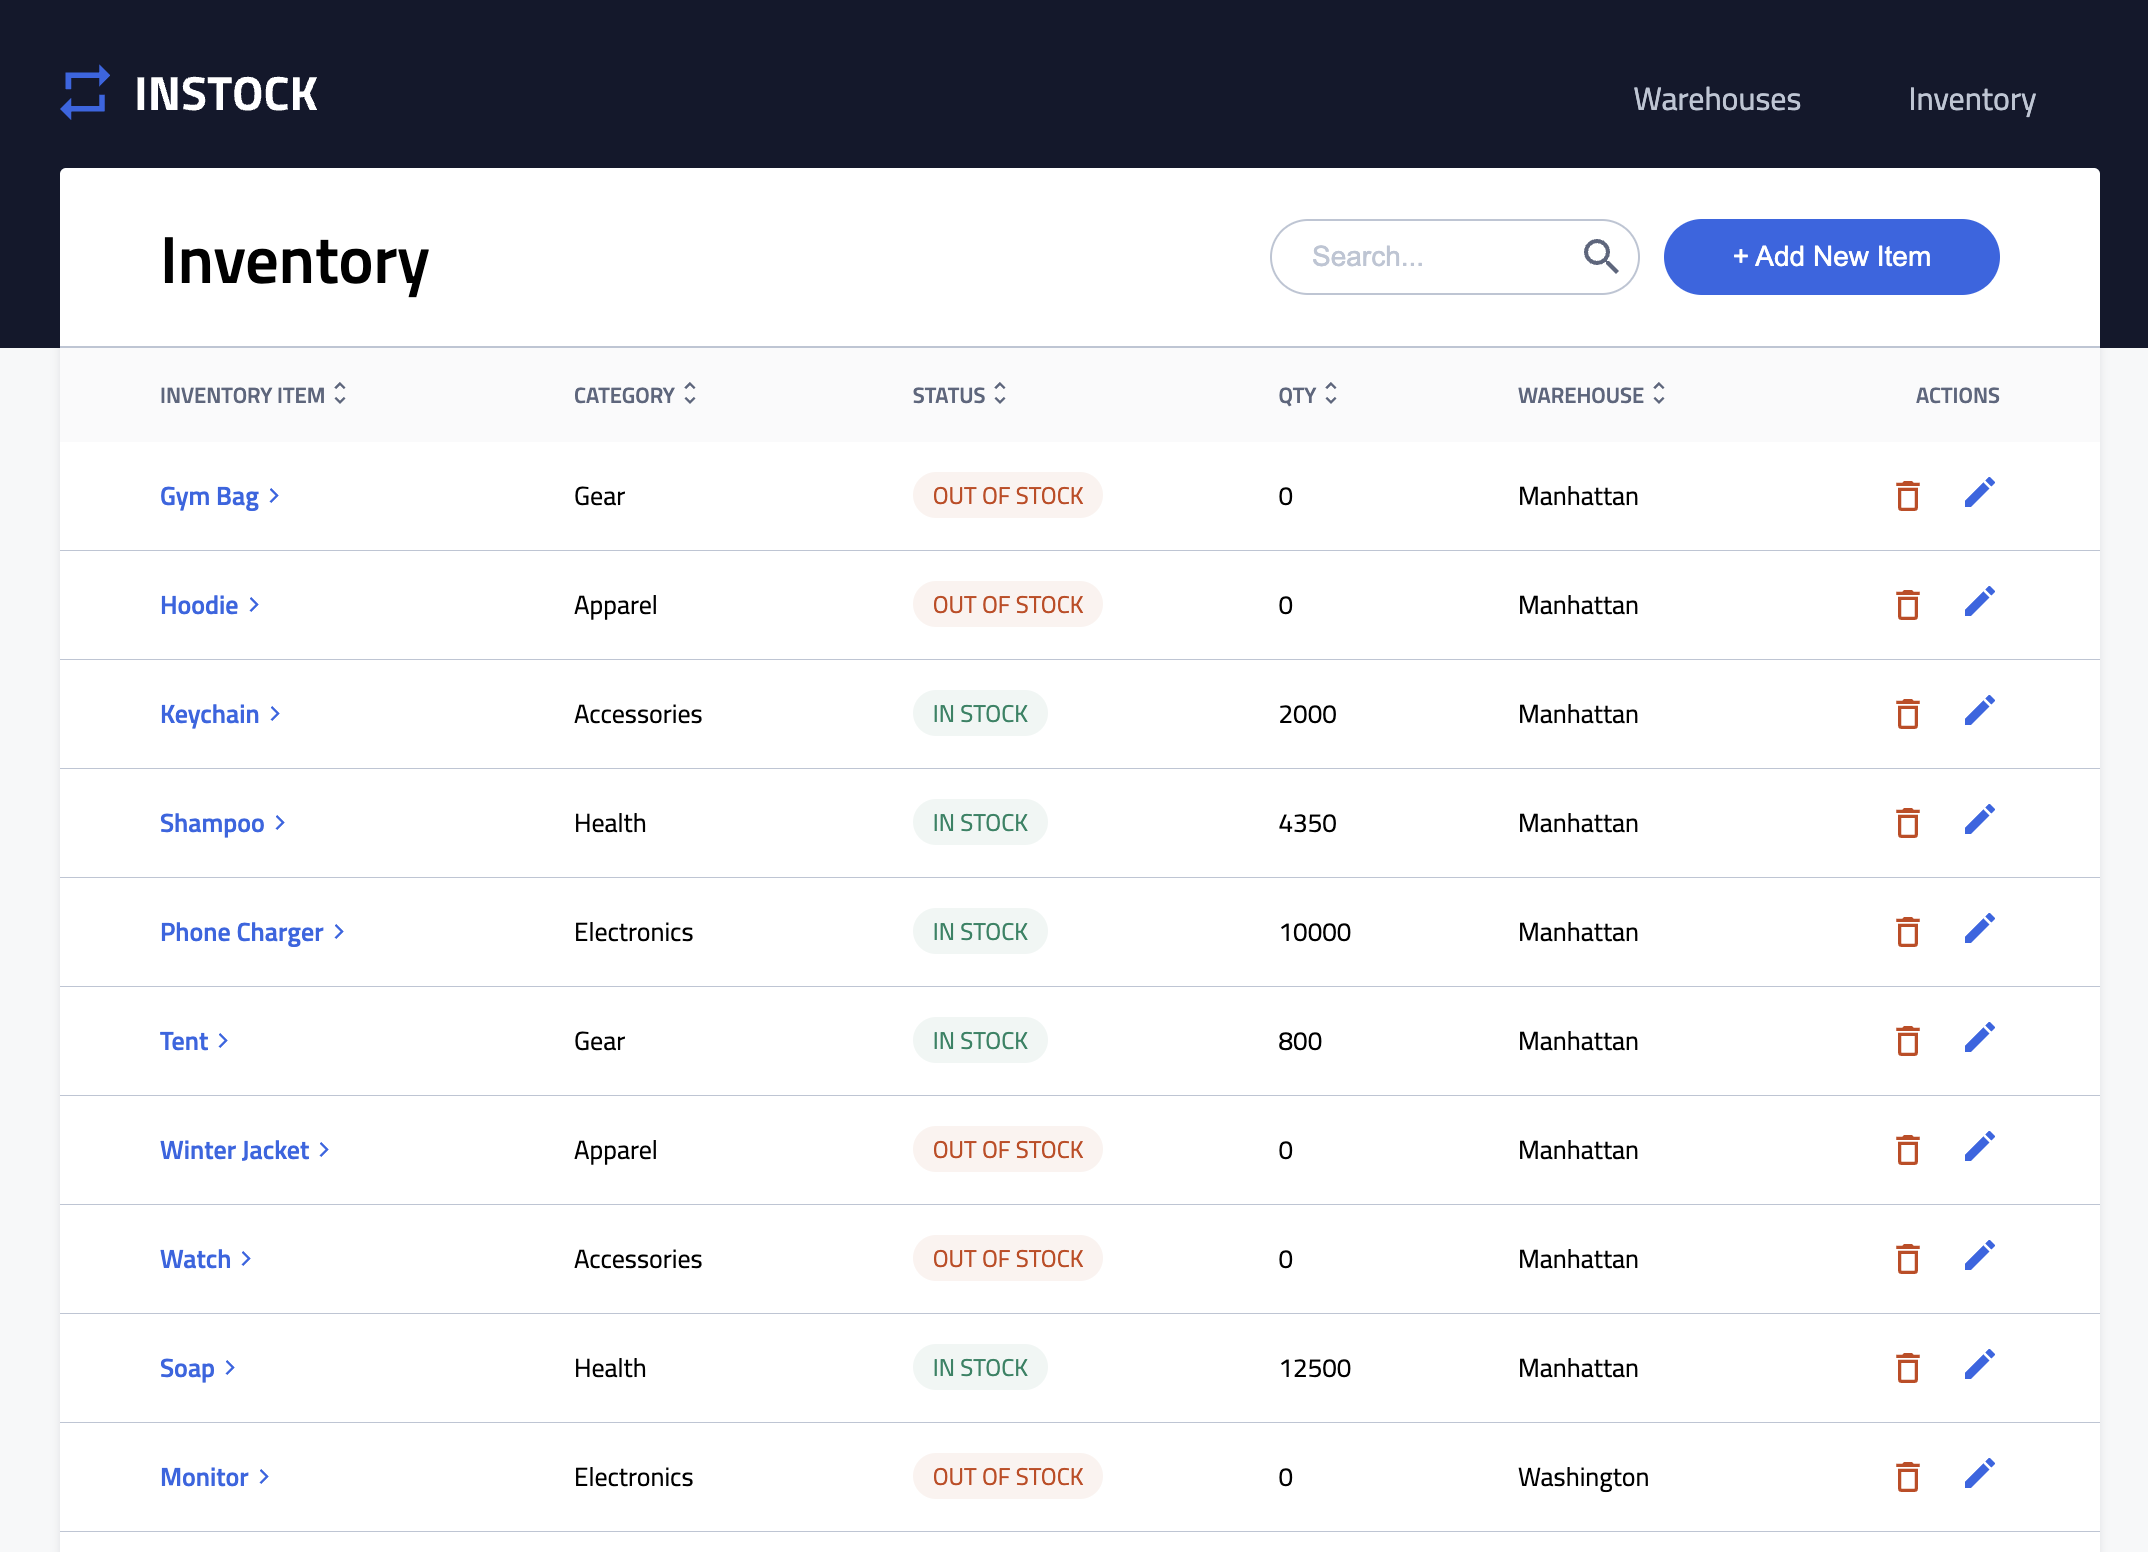 INSTOCK
Warehouses Inventory
Inventory
Search...
+ Add New Item
INVENTORY ITEM CATEGORY STATUS QTY WAREHOUSE ACTIONS
Gym Bag Gear OUT OF STOCK 0 Manhattan
Hoodie Apparel OUT OF STOCK 0 Manhattan
Keychain Accessories IN STOCK 2000 Manhattan
Shampoo Health IN STOCK 4350 Manhattan
Phone Charger Electronics IN STOCK 10000 Manhattan
Tent Gear IN STOCK 800 Manhattan
Winter Jacket Apparel OUT OF STOCK 0 Manhattan
Watch Accessories OUT OF STOCK 0 Manhattan
Soap Health IN STOCK 12500 Manhattan
Monitor Electronics OUT OF STOCK 0 Washington